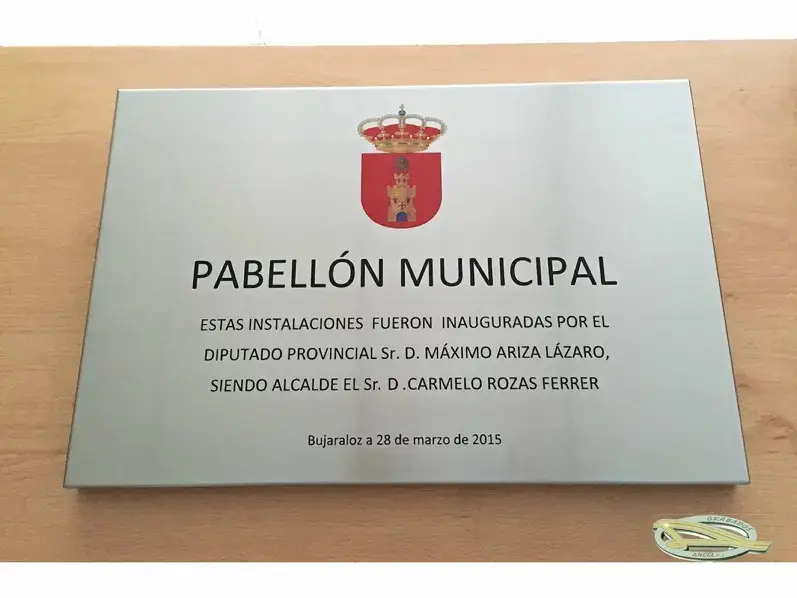 PABELLÓN MUNICIPAL
ESTAS INSTALACIONES FUERON INAUGURADAS POR EL
DIPUTADO PROVINCIAL Sr. D. MÁXIMO ARIZA LÁZARO,
SIENDO ALCALDE EL Sr. D .CARMELO ROZAS FERRER
Bujaraloz a 28 de marzo de 2015
GRABADOS